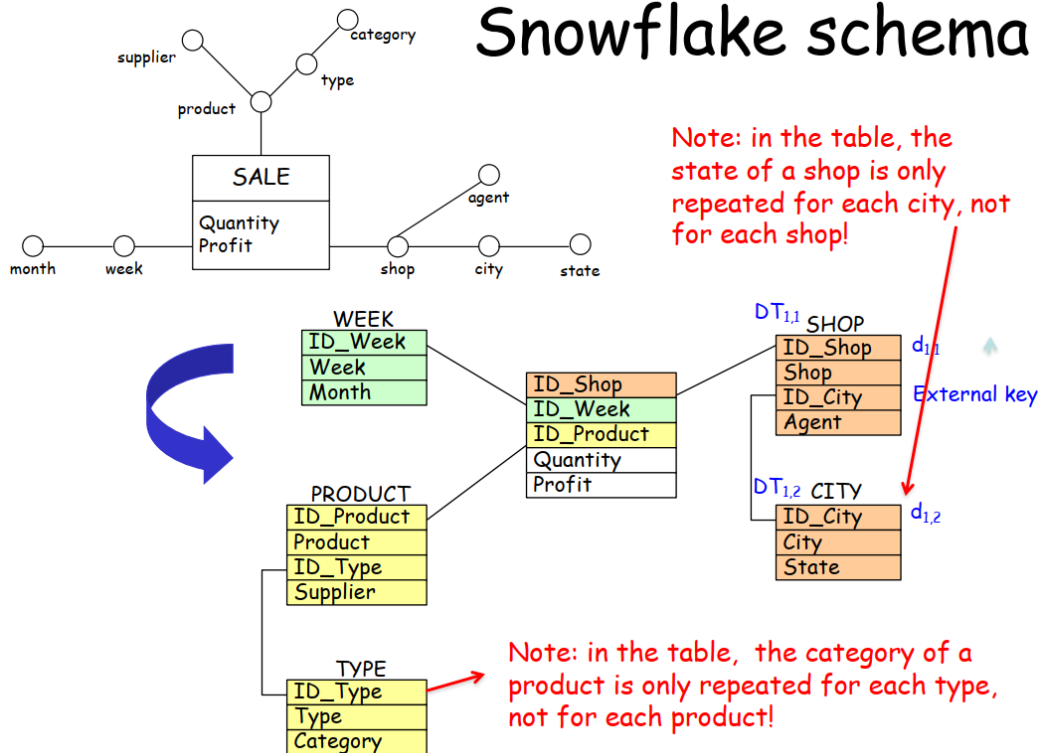 Snowflake schema
category
supplier
type
product
SALE
Quantity
Profit
agent
month
week
shop
city
state
Note: in the table, the
state of a shop is only
repeated for each city, not
for each shop!
WEEK
ID_Week
Week
Month
ID_Shop
ID_Week
ID_Product
Quantity
Profit
DT1,1
SHOP
ID_Shop
d1,1
Shop
ID_City
External key
Agent
PRODUCT
ID_Product
Product
ID_Type
Supplier
DT1,2
CITY
ID_City
d1,2
City
State
TYPE
ID_Type
Type
Category
Note: in the table, the category of a
product is only repeated for each type,
not for each product!